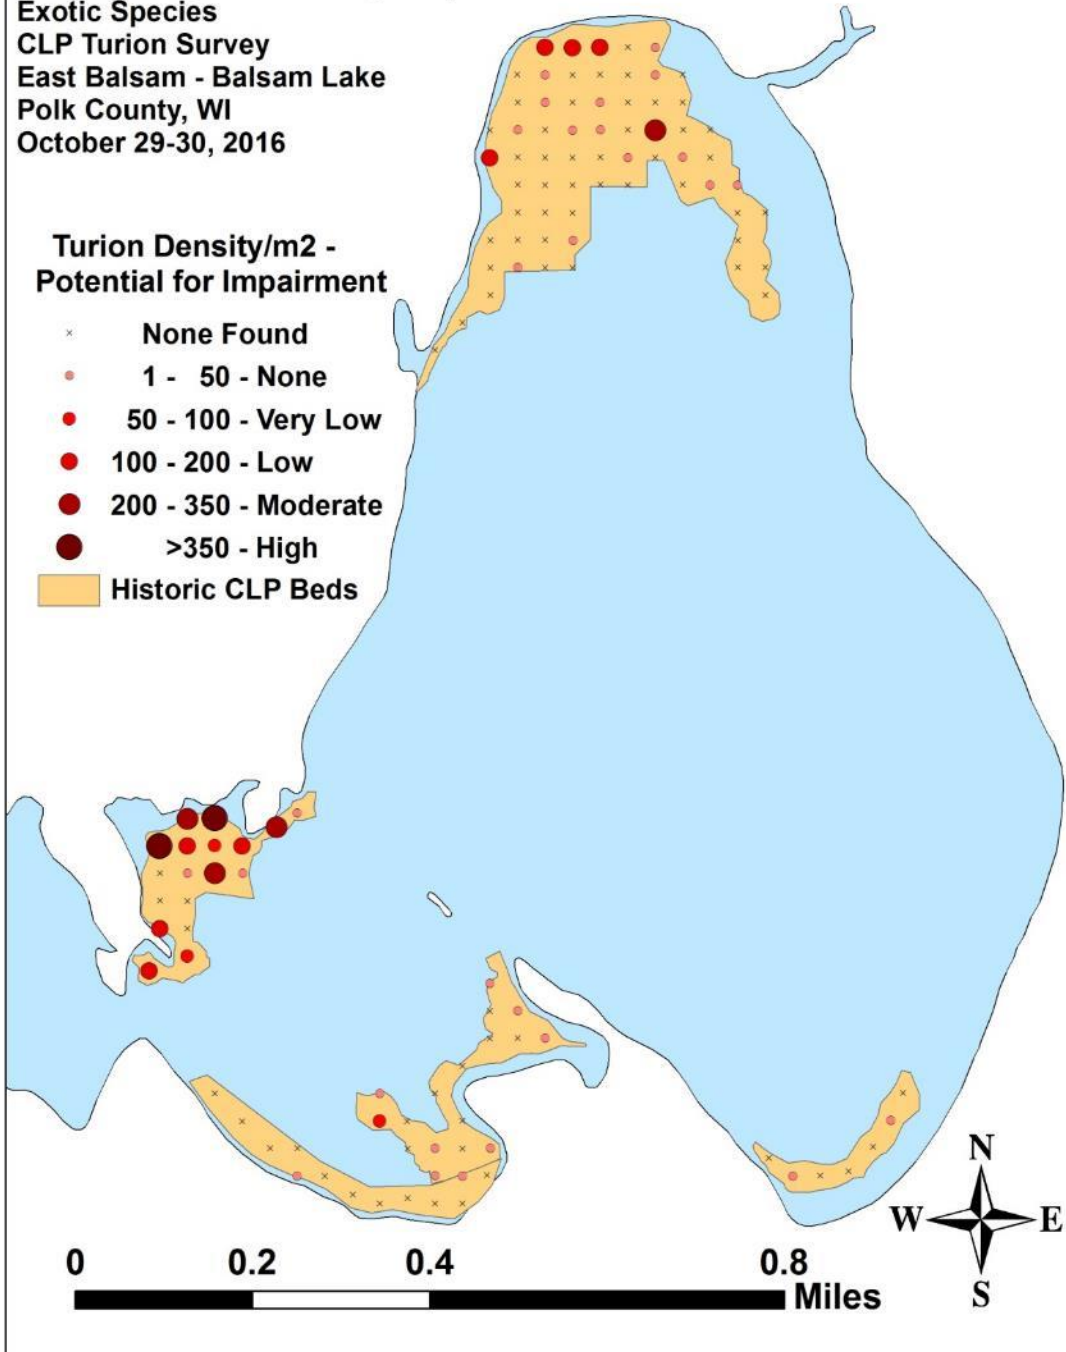 Exotic Species
CLP Turion Survey
East Balsam - Balsam Lake
Polk County, WI
October 29-30, 2016
Turion Density/m2 -
Potential for Impairment
None Found
1 - 50 - None
50 - 100 - Very Low
100 - 200 - Low
200 - 350 - Moderate
>350 - High
Historic CLP Beds
N
W E
S
0 0.2 0.4 0.8
Miles